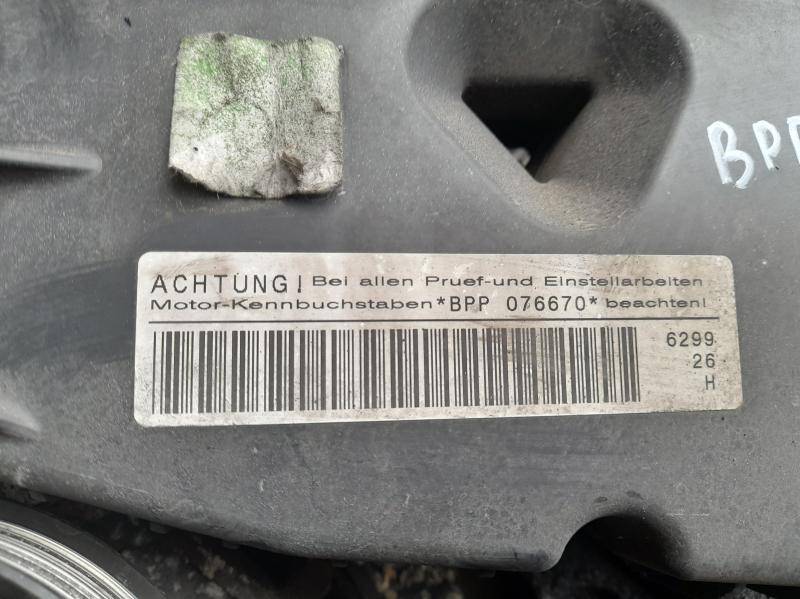 BPP
ACHTUNG! Bei allen Pruef-und Einstellarbeiten
Motor-Kennbuchstaben *BPP 076670* beachten!
6299
26
H